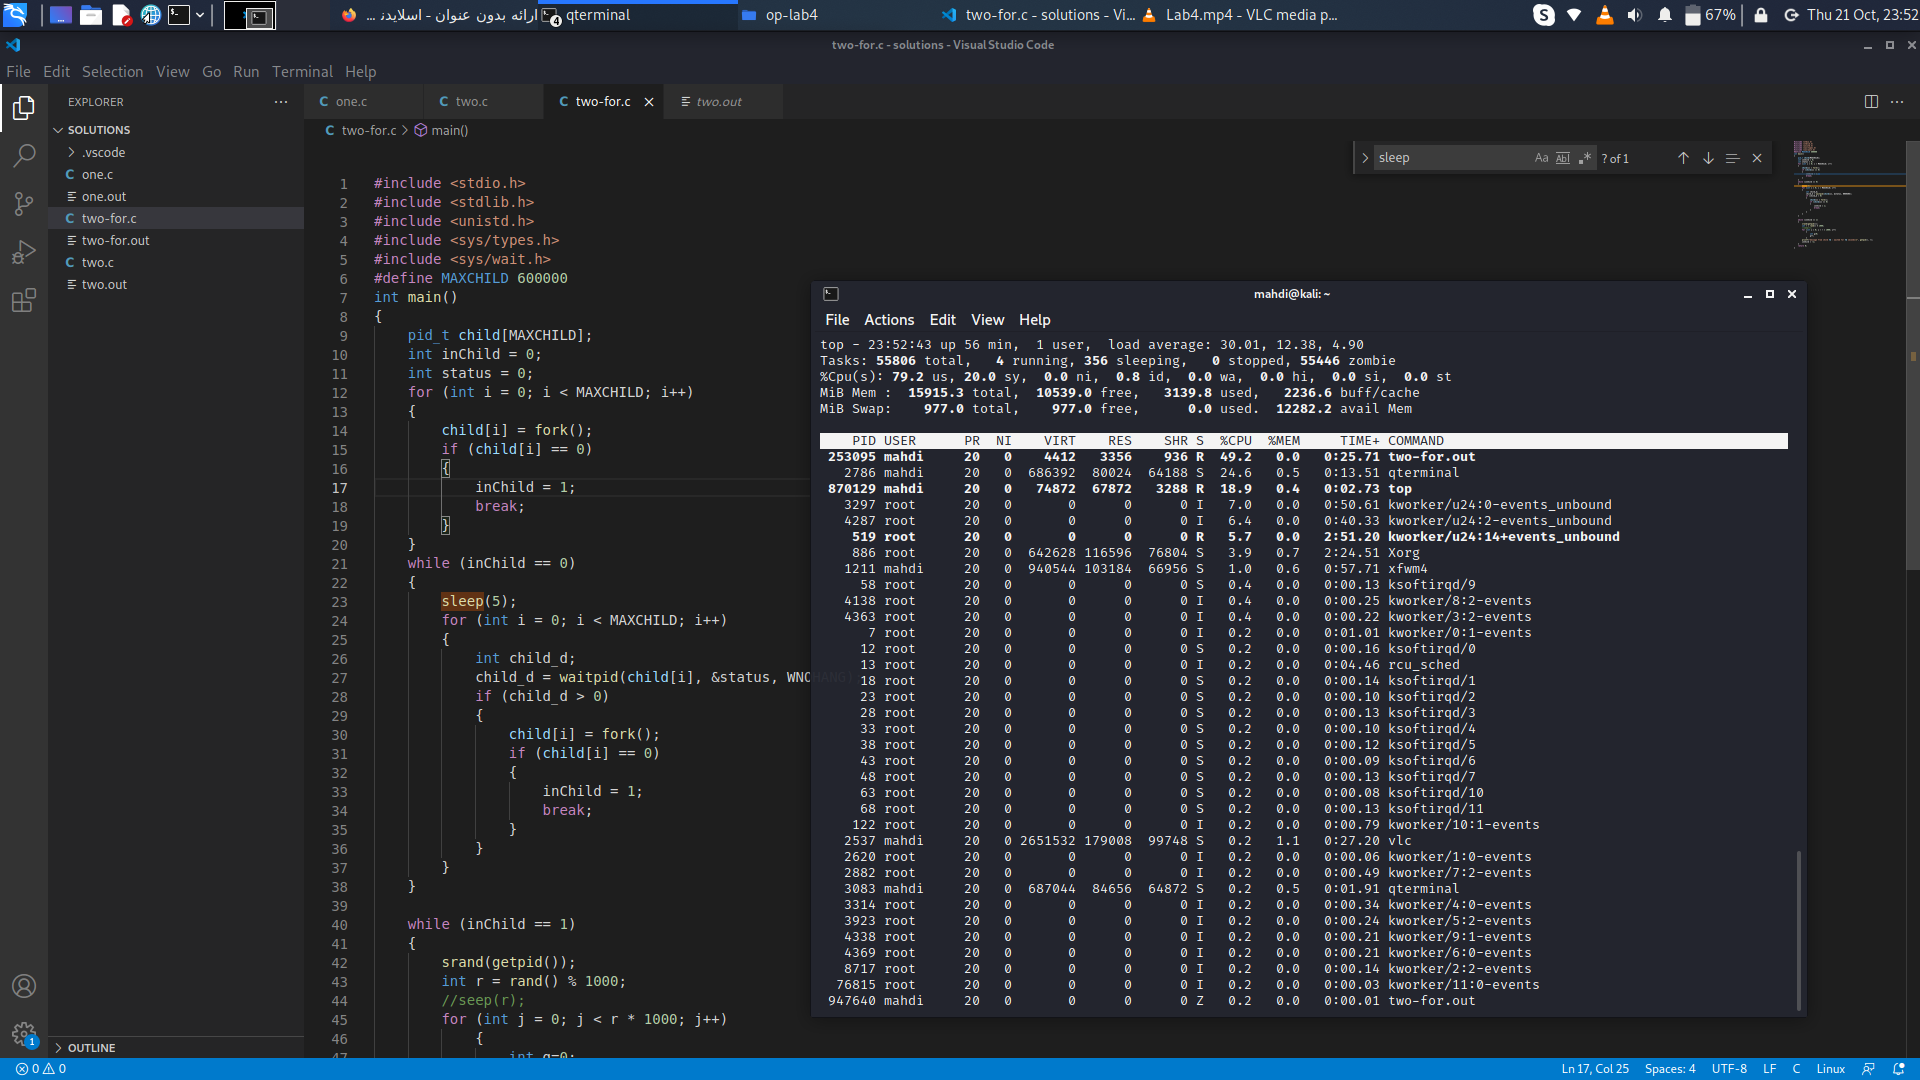 ارائه بدون عنوان - اسلایدن ...
4 qterminal
op-lab4
two-for.c - solutions - Vi...
Lab4.mp4 - VLC media p...
67%
Thu 21 Oct, 23:52
two-for.c - solutions - Visual Studio Code
File Edit Selection View Go Run Terminal Help
EXPLORER
SOLUTIONS
.vscode
C one.c
one.out
C two-for.c
two-for.out
C two.c
two.out
OUTLINE
1
C one.c
C two.c
C two-for.c
two.out
C two-for.c > main()
sleep
Aa Abl .* ? of 1
1 #include <stdio.h>
2 #include <stdlib.h>
3 #include <unistd.h>
4 #include <sys/types.h>
5 #include <sys/wait.h>
6 #define MAXCHILD 600000
7 int main()
8 {
9 pid_t child[MAXCHILD];
10 int inChild = 0;
11 int status = 0;
12 for (int i = 0; i < MAXCHILD; i++)
13 {
14 child[i] = fork();
15 if (child[i] == 0)
16 {
17 inChild = 1;
18 break;
19 }
20 }
21 while (inChild == 0)
22 {
23 sleep(5);
24 for (int i = 0; i < MAXCHILD; i++)
25 {
26 int child_d;
27 child_d = waitpid(child[i], &status, WNOHANG)
28 if (child_d > 0)
29 {
30 child[i] = fork();
31 if (child[i] == 0)
32 {
33 inChild = 1;
34 break;
35 }
36 }
37 }
38 }
39
40 while (inChild == 1)
41 {
42 srand(getpid());
43 int r = rand() % 1000;
44 //seep(r);
45 for (int j = 0; j < r * 1000; j++)
46 {
47 int g=0;
mahdi@kali: ~
File Actions Edit View Help
top - 23:52:43 up 56 min, 1 user, load average: 30.01, 12.38, 4.90
Tasks: 55806 total, 4 running, 356 sleeping, 0 stopped, 55446 zombie
%Cpu(s): 79.2 us, 20.0 sy, 0.0 ni, 0.8 id, 0.0 wa, 0.0 hi, 0.0 si, 0.0 st
MiB Mem : 15915.3 total, 10539.0 free, 3139.8 used, 2236.6 buff/cache
MiB Swap: 977.0 total, 977.0 free, 0.0 used. 12282.2 avail Mem
PID USER PR NI VIRT RES SHR S %CPU %MEM TIME+ COMMAND
253095 mahdi 20 0 4412 3356 936 R 49.2 0.0 0:25.71 two-for.out
2786 mahdi 20 0 686392 80024 64188 S 24.6 0.5 0:13.51 qterminal
870129 mahdi 20 0 74872 67872 3288 R 18.9 0.4 0:02.73 top
3297 root 20 0 0 0 0 I 7.0 0.0 0:50.61 kworker/u24:0-events_unbound
4287 root 20 0 0 0 0 I 6.4 0.0 0:40.33 kworker/u24:2-events_unbound
519 root 20 0 0 0 0 R 5.7 0.0 2:51.20 kworker/u24:14+events_unbound
886 root 20 0 642628 116596 76804 S 3.9 0.7 2:24.51 Xorg
1211 mahdi 20 0 940544 103184 66956 S 1.0 0.6 0:57.71 xfwm4
58 root 20 0 0 0 0 S 0.4 0.0 0:00.13 ksoftirqd/9
4138 root 20 0 0 0 0 I 0.4 0.0 0:00.25 kworker/8:2-events
4363 root 20 0 0 0 0 I 0.4 0.0 0:00.22 kworker/3:2-events
7 root 20 0 0 0 0 I 0.2 0.0 0:01.01 kworker/0:1-events
12 root 20 0 0 0 0 S 0.2 0.0 0:00.16 ksoftirqd/0
13 root 20 0 0 0 0 I 0.2 0.0 0:04.46 rcu_sched
18 root 20 0 0 0 0 S 0.2 0.0 0:00.14 ksoftirqd/1
23 root 20 0 0 0 0 S 0.2 0.0 0:00.10 ksoftirqd/2
28 root 20 0 0 0 0 S 0.2 0.0 0:00.13 ksoftirqd/3
33 root 20 0 0 0 0 S 0.2 0.0 0:00.10 ksoftirqd/4
38 root 20 0 0 0 0 S 0.2 0.0 0:00.12 ksoftirqd/5
43 root 20 0 0 0 0 S 0.2 0.0 0:00.09 ksoftirqd/6
48 root 20 0 0 0 0 S 0.2 0.0 0:00.13 ksoftirqd/7
63 root 20 0 0 0 0 S 0.2 0.0 0:00.08 ksoftirqd/10
68 root 20 0 0 0 0 S 0.2 0.0 0:00.13 ksoftirqd/11
122 root 20 0 0 0 0 I 0.2 0.0 0:00.79 kworker/10:1-events
2537 mahdi 20 0 2651532 179008 99748 S 0.2 1.1 0:27.20 vlc
2620 root 20 0 0 0 0 I 0.2 0.0 0:00.06 kworker/1:0-events
2882 root 20 0 0 0 0 I 0.2 0.0 0:00.49 kworker/7:2-events
3083 mahdi 20 0 687044 84656 64872 S 0.2 0.5 0:01.91 qterminal
3314 root 20 0 0 0 0 I 0.2 0.0 0:00.34 kworker/4:0-events
3923 root 20 0 0 0 0 I 0.2 0.0 0:00.24 kworker/5:2-events
4338 root 20 0 0 0 0 I 0.2 0.0 0:00.21 kworker/9:1-events
4369 root 20 0 0 0 0 I 0.2 0.0 0:00.21 kworker/6:0-events
8717 root 20 0 0 0 0 I 0.2 0.0 0:00.14 kworker/2:2-events
76815 root 20 0 0 0 0 I 0.2 0.0 0:00.03 kworker/11:0-events
947640 mahdi 20 0 0 0 0 Z 0.2 0.0 0:00.01 two-for.out
0 0
Ln 17, Col 25 Spaces: 4 UTF-8 LF C Linux